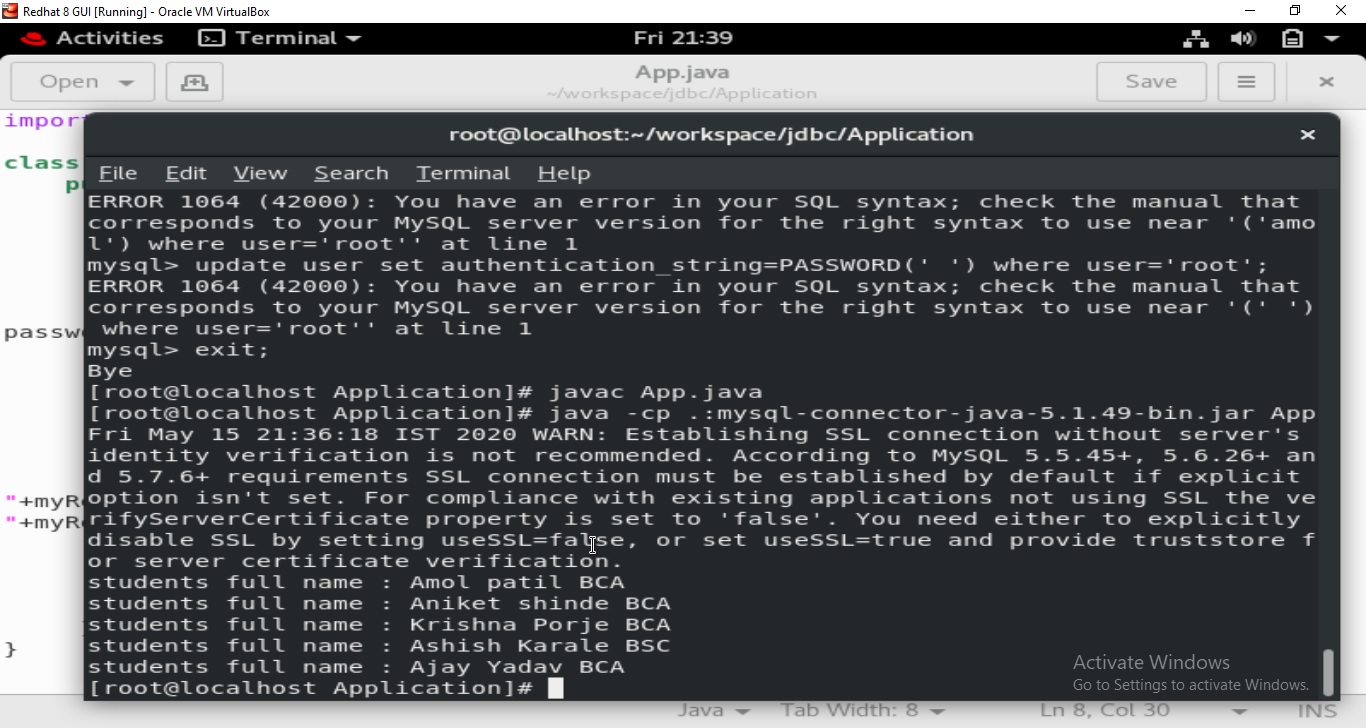 Redhat 8 GUI [Running] - Oracle VM VirtualBox
Activities Terminal Fri 21:39
Open App.java Save
~/workspace/jdbc/Application
impor
root@localhost:~/workspace/jdbc/Application
class
File Edit View Search Terminal Help
p
ERROR 1064 (42000): You have an error in your SQL syntax; check the manual that
corresponds to your MySQL server version for the right syntax to use near '('amo
l') where user='root'' at line 1
mysql> update user set authentication_string=PASSWORD(' ') where user='root';
ERROR 1064 (42000): You have an error in your SQL syntax; check the manual that
corresponds to your MySQL server version for the right syntax to use near '(' ')
where user='root'' at line 1
passw
mysql> exit;
Bye
[root@localhost Application]# javac App.java
[root@localhost Application]# java -cp .:mysql-connector-java-5.1.49-bin.jar App
Fri May 15 21:36:18 IST 2020 WARN: Establishing SSL connection without server's
identity verification is not recommended. According to MySQL 5.5.45+, 5.6.26+ an
d 5.7.6+ requirements SSL connection must be established by default if explicit
option isn't set. For compliance with existing applications not using SSL the ve
"+myR
rifyServerCertificate property is set to 'false'. You need either to explicitly
"+myR
disable SSL by setting useSSL=false, or set useSSL=true and provide truststore f
or server certificate verification.
students full name : Amol patil BCA
students full name : Aniket shinde BCA
students full name : Krishna Porje BCA
students full name : Ashish Karale BSC
}
students full name : Ajay Yadav BCA
[root@localhost Application]#
Activate Windows
Go to Settings to activate Windows.
Java Tab Width: 8 Ln 8, Col 30 INS